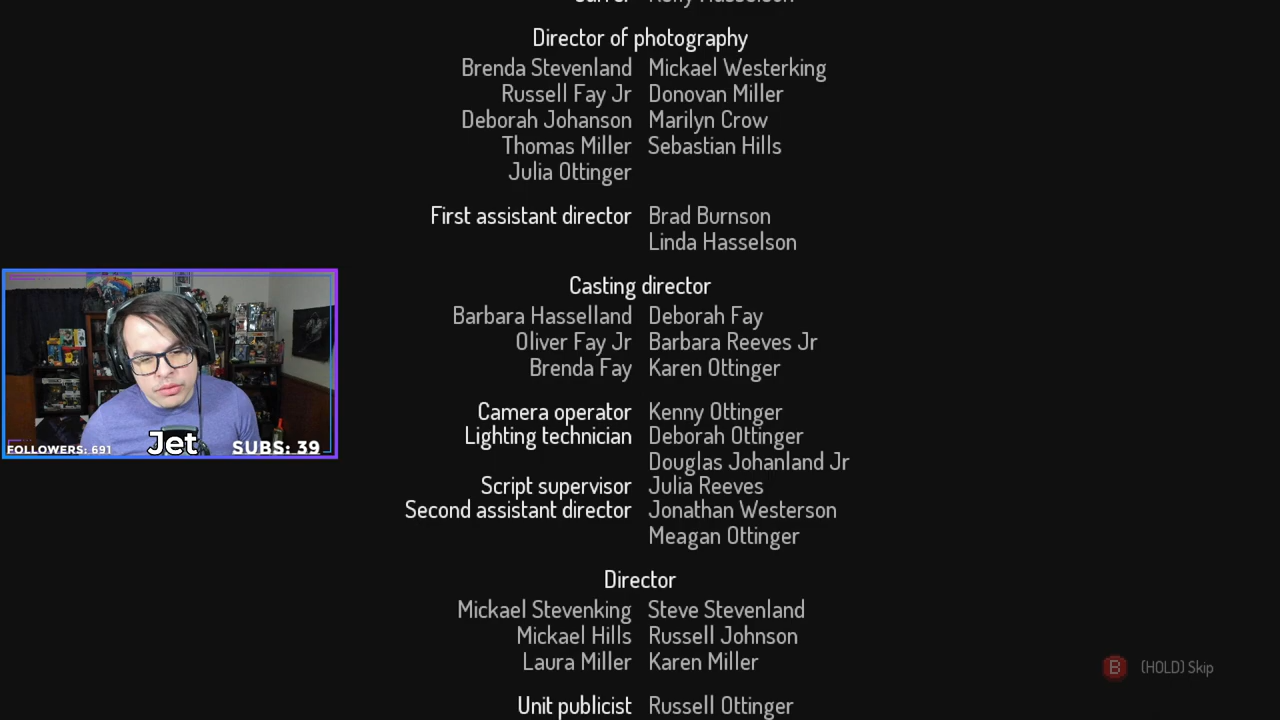 Director of photography
Brenda Stevenland Mickael Westerking
Russell Fay Jr Donovan Miller
Deborah Johanson Marilyn Crow
Thomas Miller Sebastian Hills
Julia Ottinger
First assistant director Brad Burnson
Linda Hasselson
Casting director
Barbara Hasselland Deborah Fay
Oliver Fay Jr Barbara Reeves Jr
Brenda Fay Karen Ottinger
Camera operator Kenny Ottinger
Lighting technician Deborah Ottinger
Douglas Johanland Jr
Script supervisor Julia Reeves
Second assistant director Jonathan Westerson
Meagan Ottinger
Director
Mickael Stevenking Steve Stevenland
Mickael Hills Russell Johnson
Laura Miller Karen Miller
Unit publicist Russell Ottinger
FOLLOWERS: 691 Jet SUBS: 39
B (HOLD) Skip